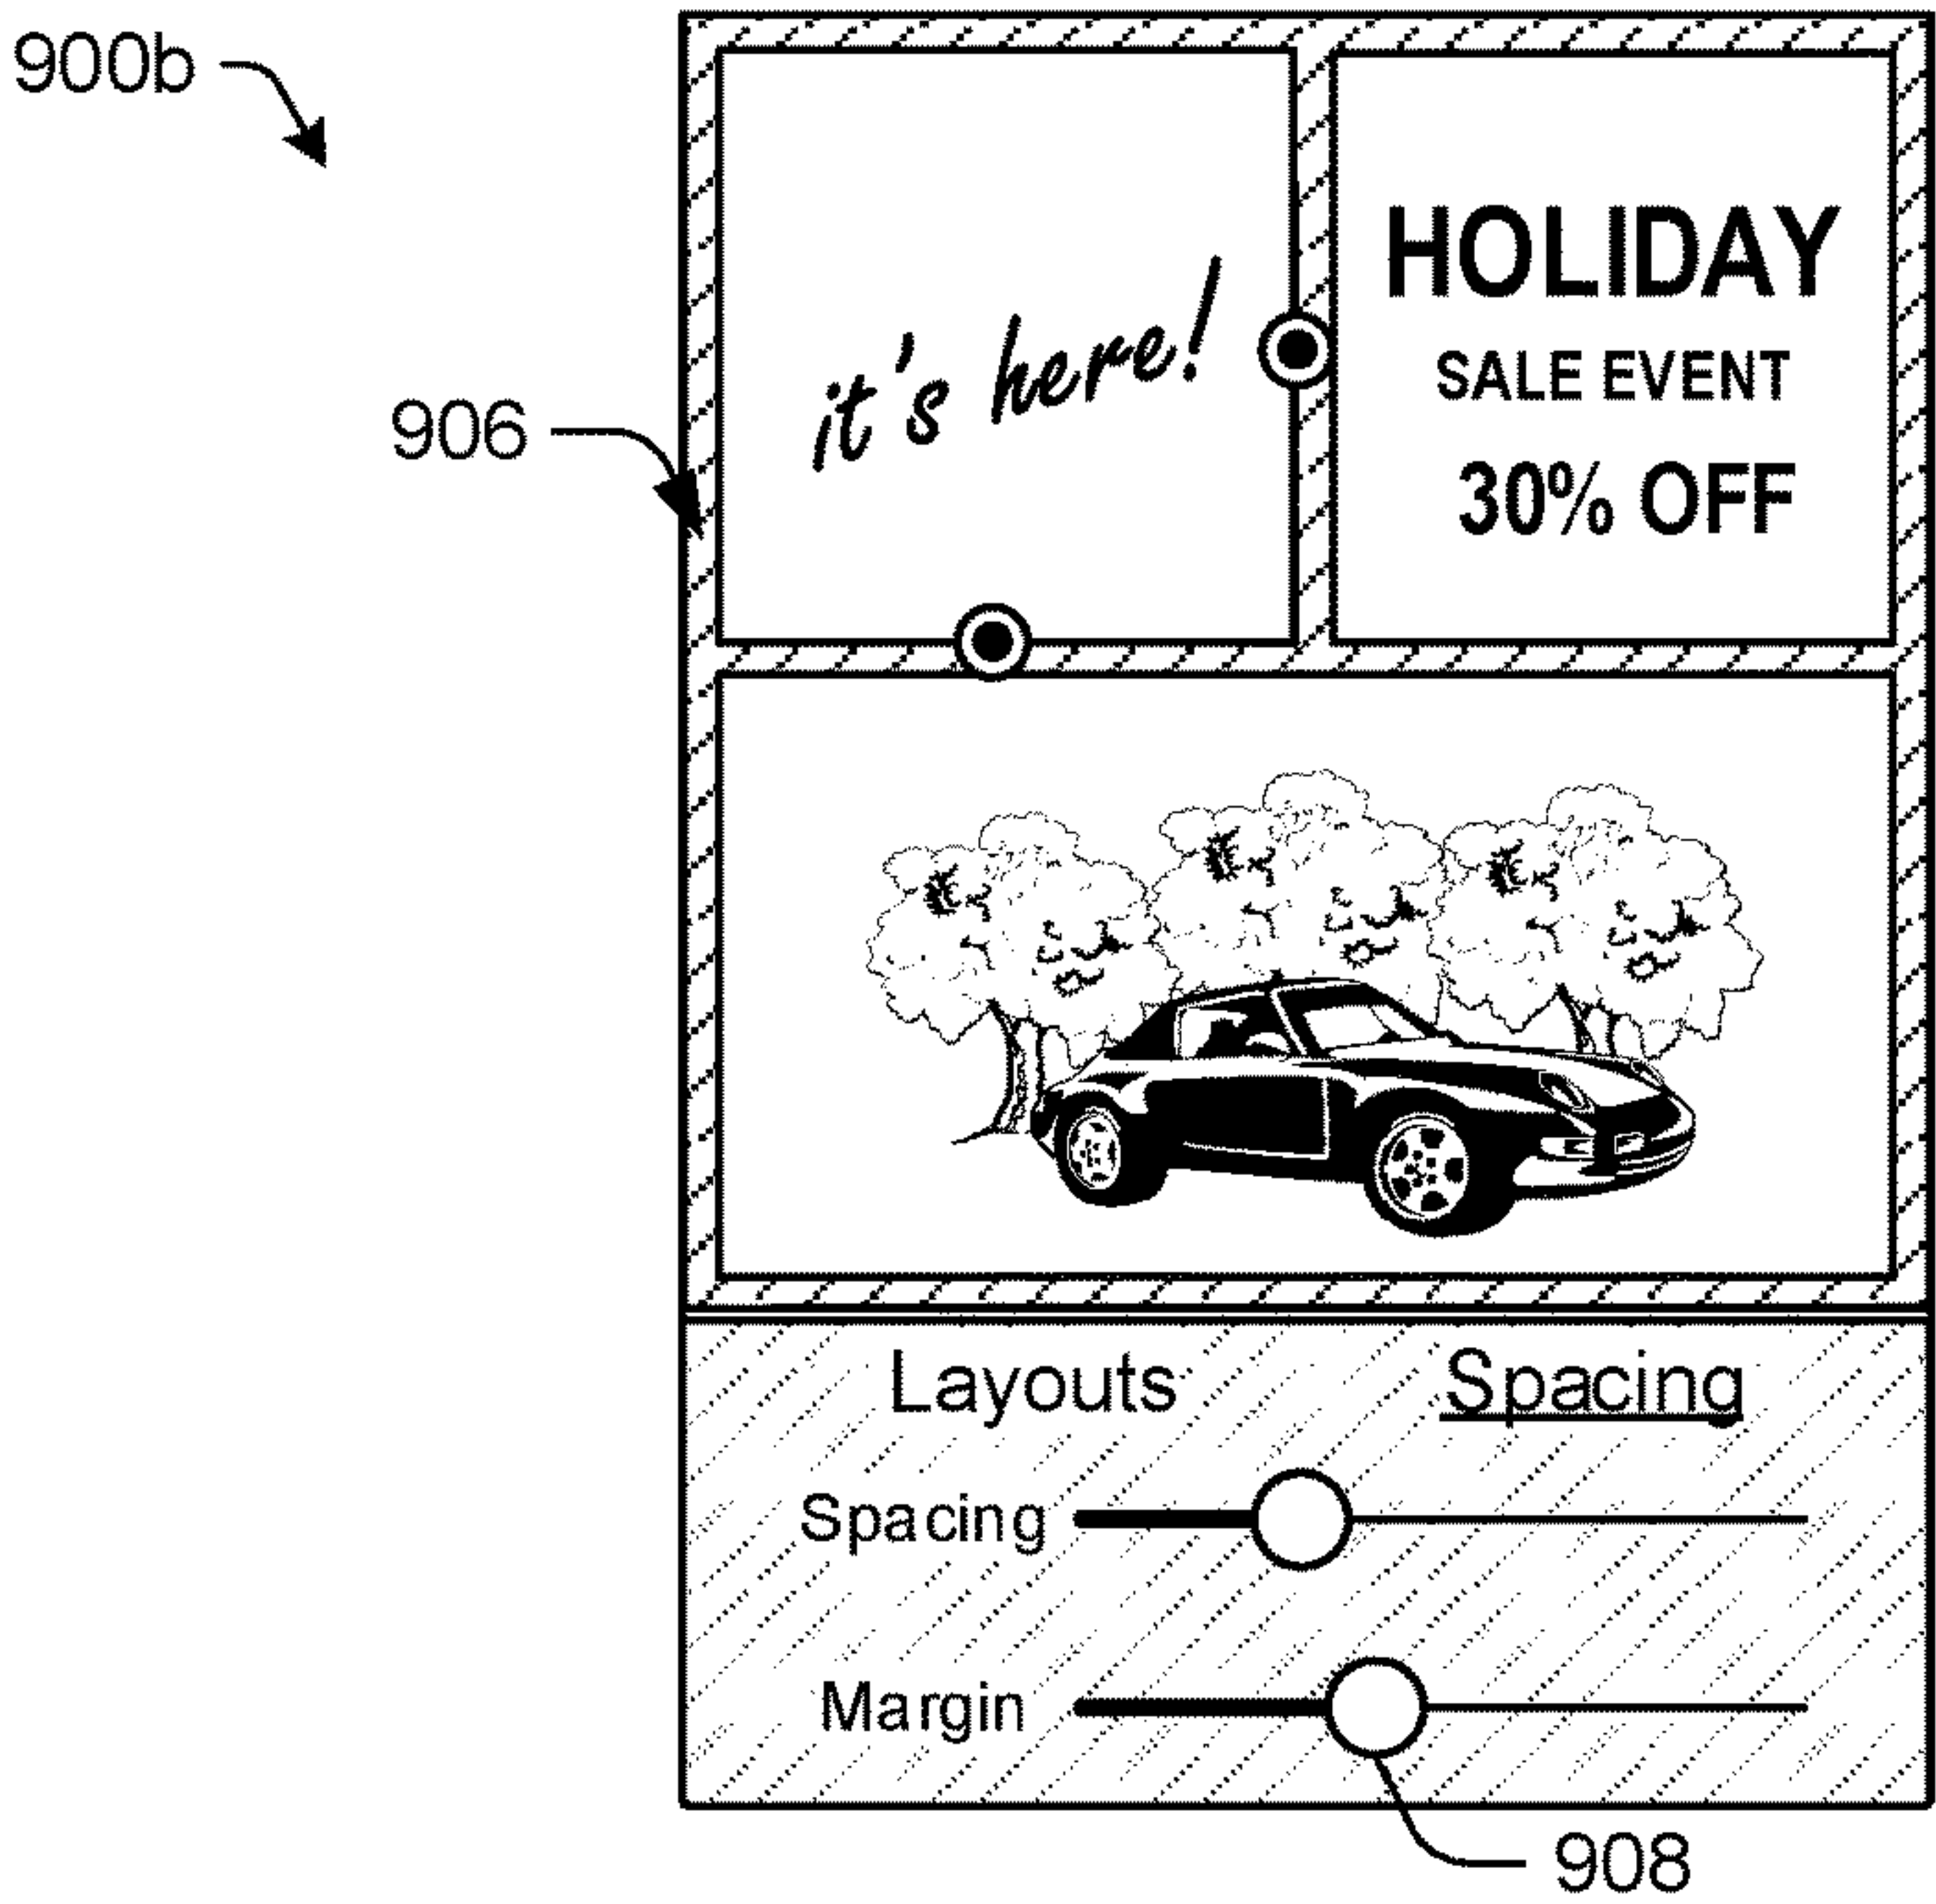 900b
906
it's here!
HOLIDAY
SALE EVENT
30% OFF
Layouts Spacing
Spacing
Margin
908